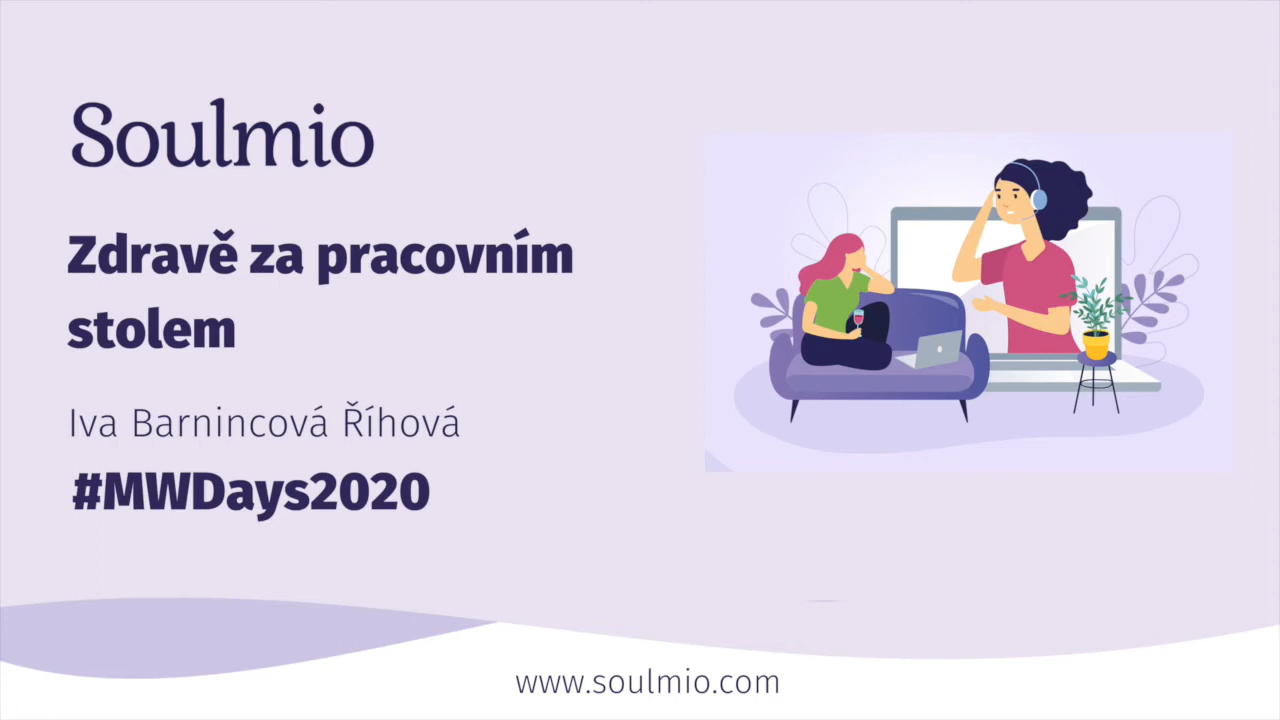 Soulmio
Zdravě za pracovním
stolem
Iva Barnincová Říhová
#MWDays2020
www.soulmio.com